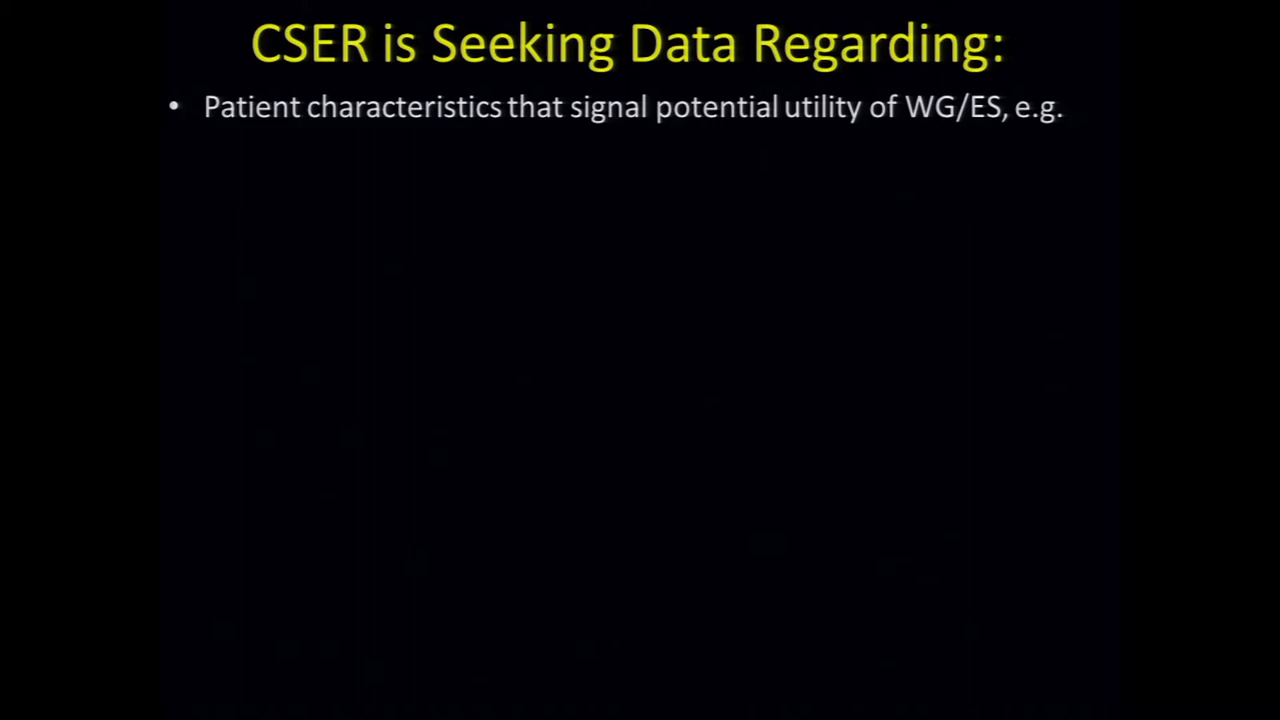 CSER is Seeking Data Regarding:
• Patient characteristics that signal potential utility of WG/ES, e.g.